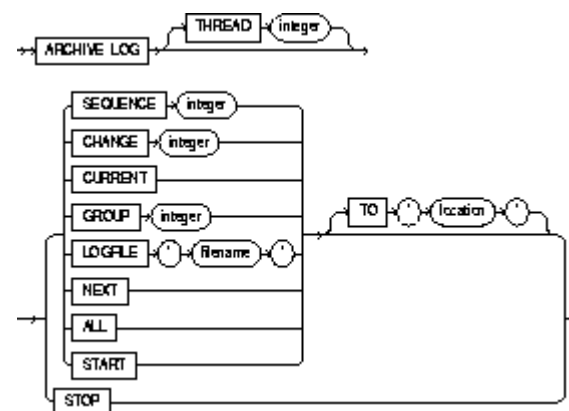 THREAD integer
ARCHIVE LOG
SEQUENCE integer
CHANGE integer
CURRENT
GROUP integer
TO ' location '
LOGFILE ' filename '
NEXT
ALL
START
STOP